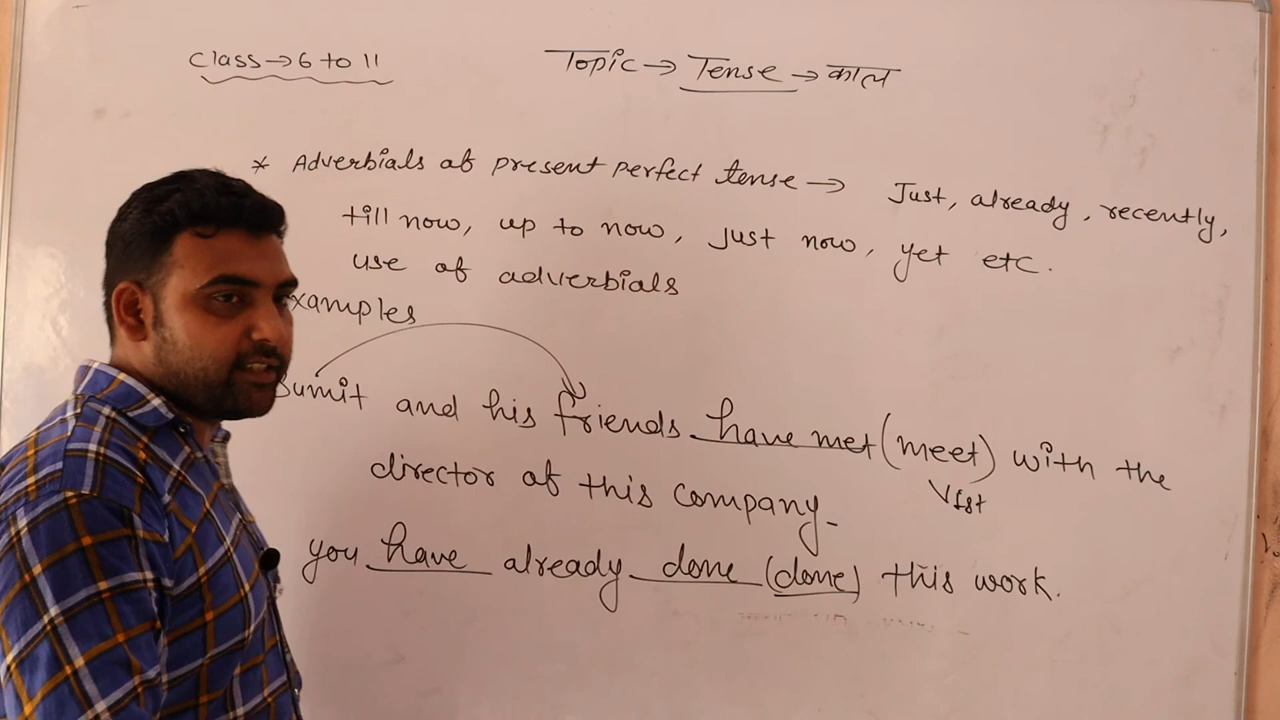 Class → 6 to 11
Topic → Tense → काल
* Adverbials of present perfect tense → Just, already, recently,
till now, up to now, just now, yet etc.
use of adverbials
xamples
Sumit and his friends have met (meet) with the
V Ist
director of this company.
you have already done (done) this work.